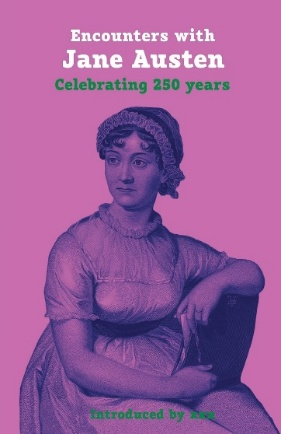 Encounters with
Jane Austen
Celebrating 250 years
Introduced by